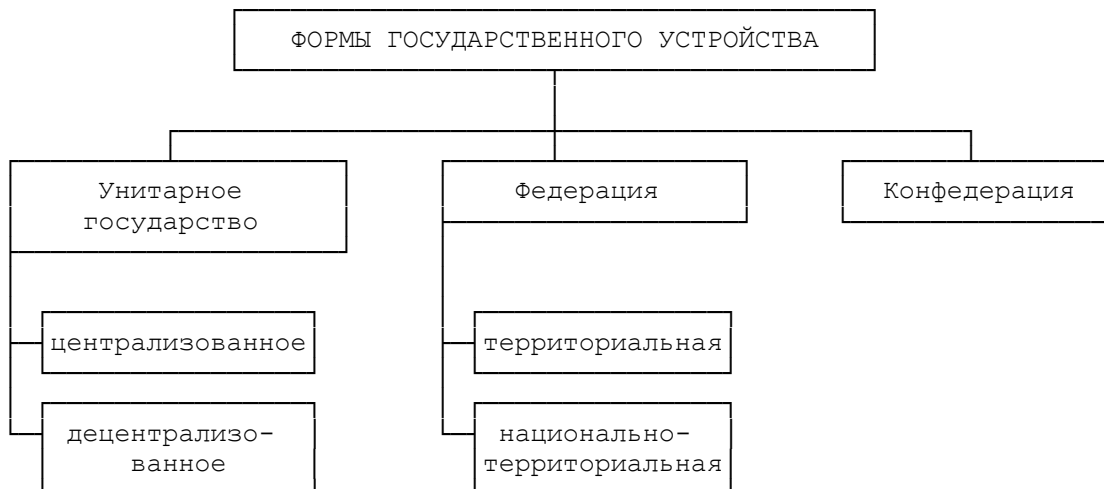 ФОРМЫ ГОСУДАРСТВЕННОГО УСТРОЙСТВА
Унитарное
государство
Федерация
Конфедерация
централизованное
территориальная
децентрализо-
ванное
национально-
территориальная